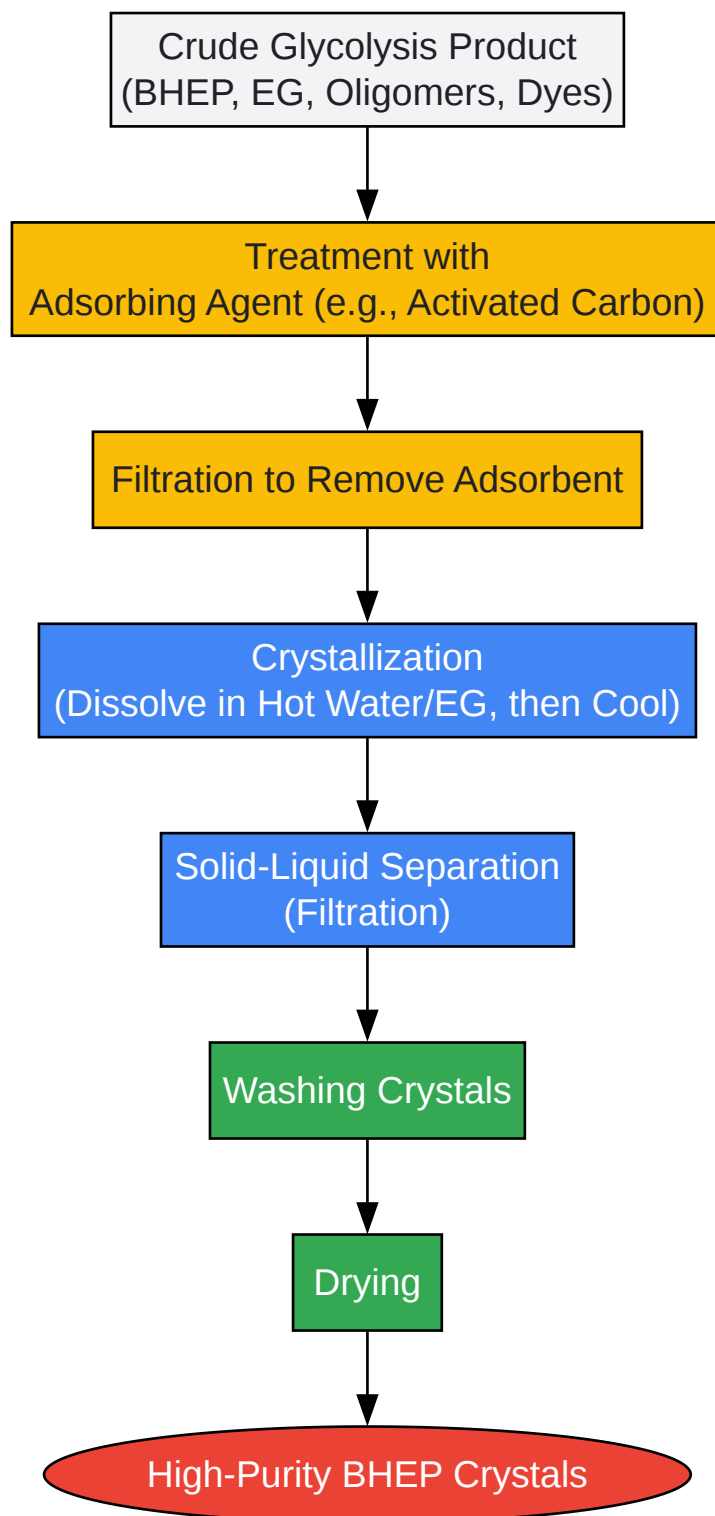 Crude Glycolysis Product
(BHEP, EG, Oligomers, Dyes)
Treatment with
Adsorbing Agent (e.g., Activated Carbon)
Filtration to Remove Adsorbent
Crystallization
(Dissolve in Hot Water/EG, then Cool)
Solid-Liquid Separation
(Filtration)
Washing Crystals
Drying
High-Purity BHEP Crystals